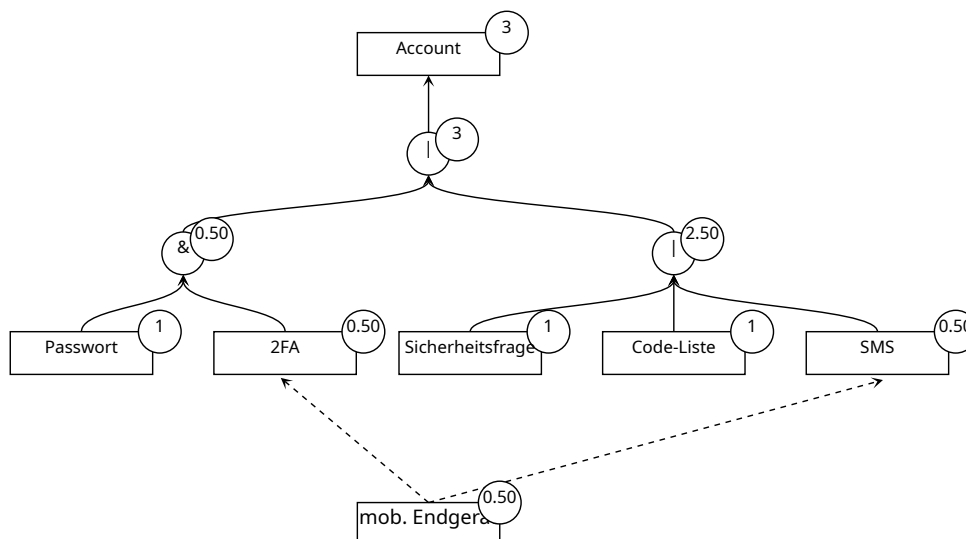 3
Account
3
|
&
0.50
|
2.50
Passwort
1
2FA
0.50
Sicherheitsfrage
1
Code-Liste
1
SMS
0.50
mob. Endgerä
0.50